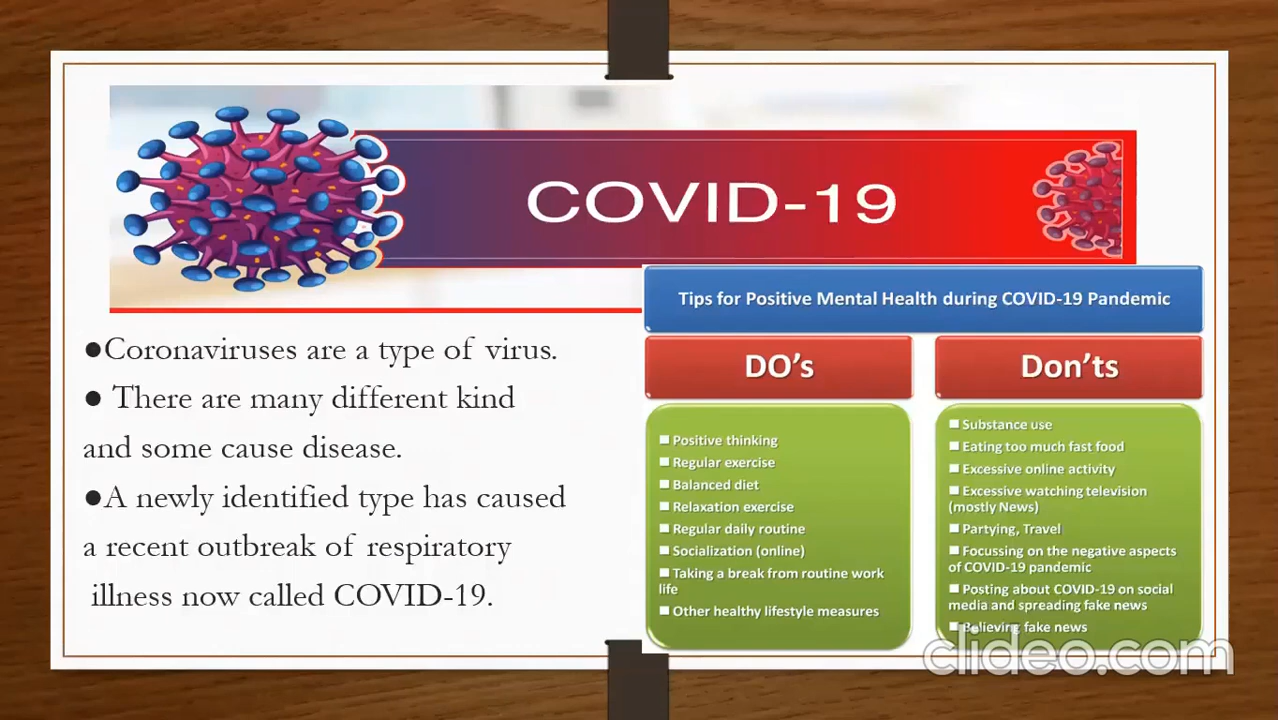 COVID-19
●Coronaviruses are a type of virus.
● There are many different kind
and some cause disease.
●A newly identified type has caused
a recent outbreak of respiratory
illness now called COVID-19.
Tips for Positive Mental Health during COVID-19 Pandemic
DO's
Positive thinking
Regular exercise
Balanced diet
Relaxation exercise
Regular daily routine
Socialization (online)
Taking a break from routine work
life
Other healthy lifestyle measures
Don'ts
Substance use
Eating too much fast food
Excessive online activity
Excessive watching television
(mostly News)
Partying, Travel
Focussing on the negative aspects
of COVID-19 pandemic
Posting about COVID-19 on social
media and spreading fake news
Believing fake news
clideo.com